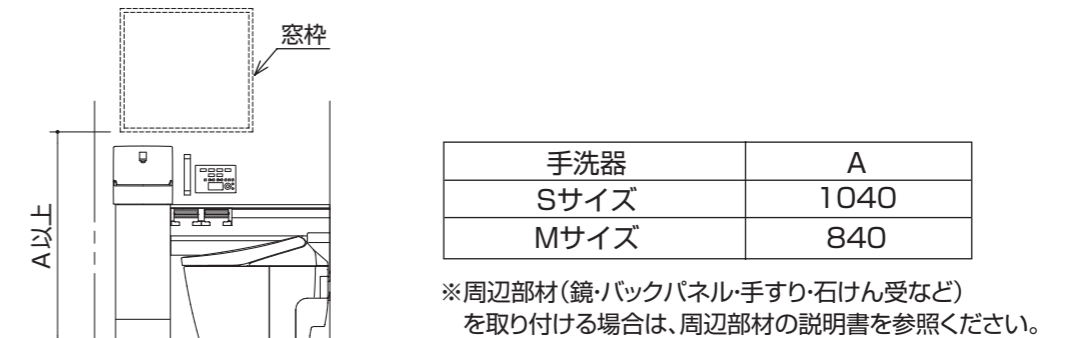 窓枠
A以上
手洗器 A
Sサイズ 1040
Mサイズ 840
※周辺部材(鏡・バックパネル・手すり・石けん受など)
を取り付ける場合は、周辺部材の説明書を参照ください。